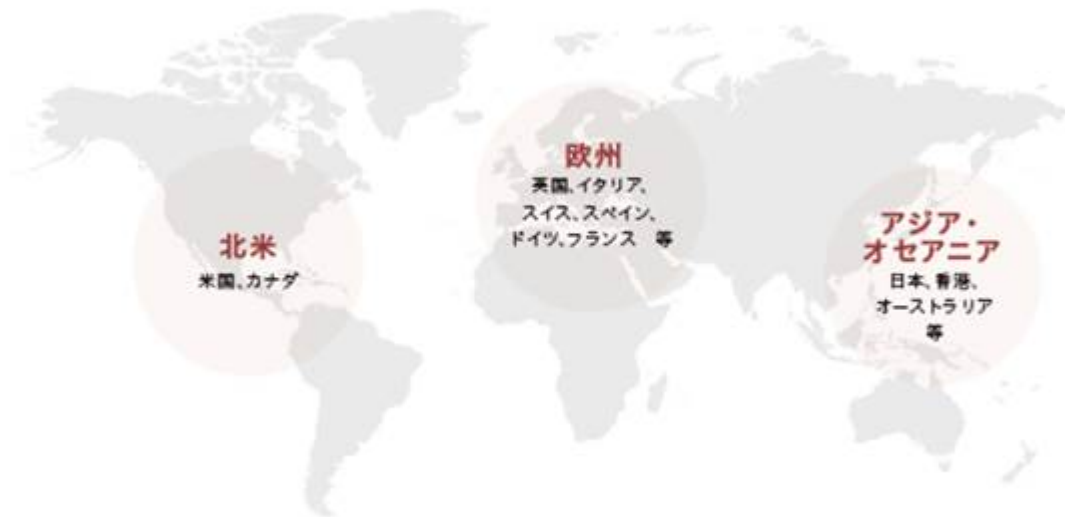 北米
米国、カナダ
欧州
英国、イタリア、
スイス、スペイン、
ドイツ、フランス　等
アジア・
オセアニア
日本、香港、
オーストラリア
等